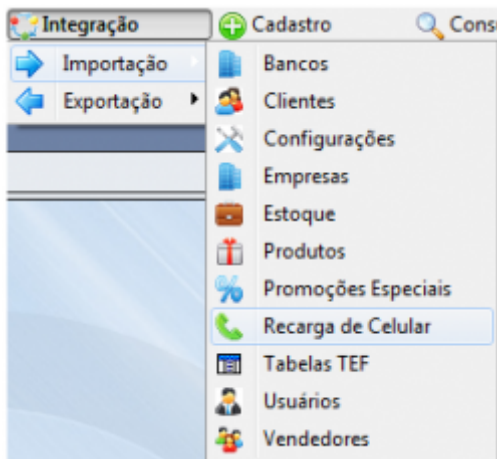 Integração Cadastro Cons
Importação
Exportação
Bancos
Clientes
Configurações
Empresas
Estoque
Produtos
Promoções Especiais
Recarga de Celular
Tabelas TEF
Usuários
Vendedores